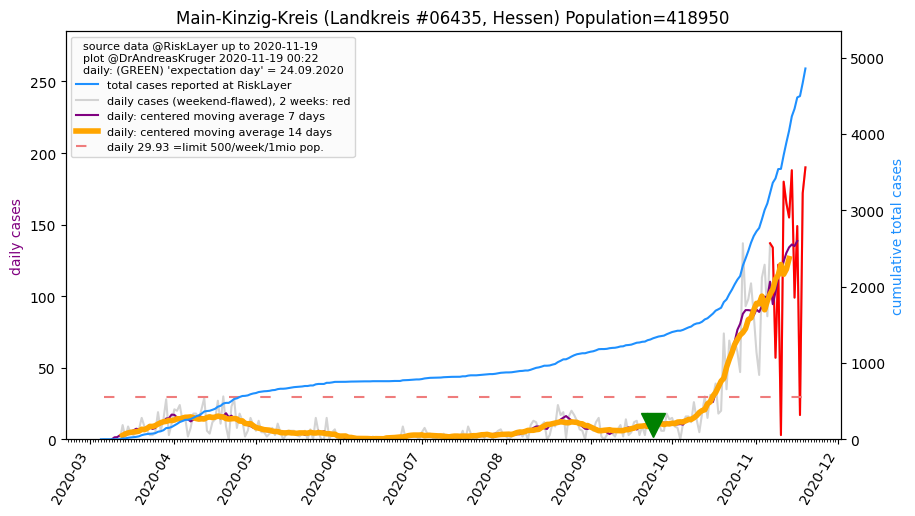 Main-Kinzig-Kreis (Landkreis #06435, Hessen) Population=418950
source data @RiskLayer up to 2020-11-19
plot @DrAndreasKruger 2020-11-19 00:22
daily: (GREEN) 'expectation day' = 24.09.2020
total cases reported at RiskLayer
daily cases (weekend-flawed), 2 weeks: red
daily: centered moving average 7 days
daily: centered moving average 14 days
daily 29.93 =limit 500/week/1mio pop.
daily cases
250
200
150
100
50
0
cumulative total cases
5000
4000
3000
2000
1000
0
2020-03
2020-04
2020-05
2020-06
2020-07
2020-08
2020-09
2020-10
2020-11
2020-12